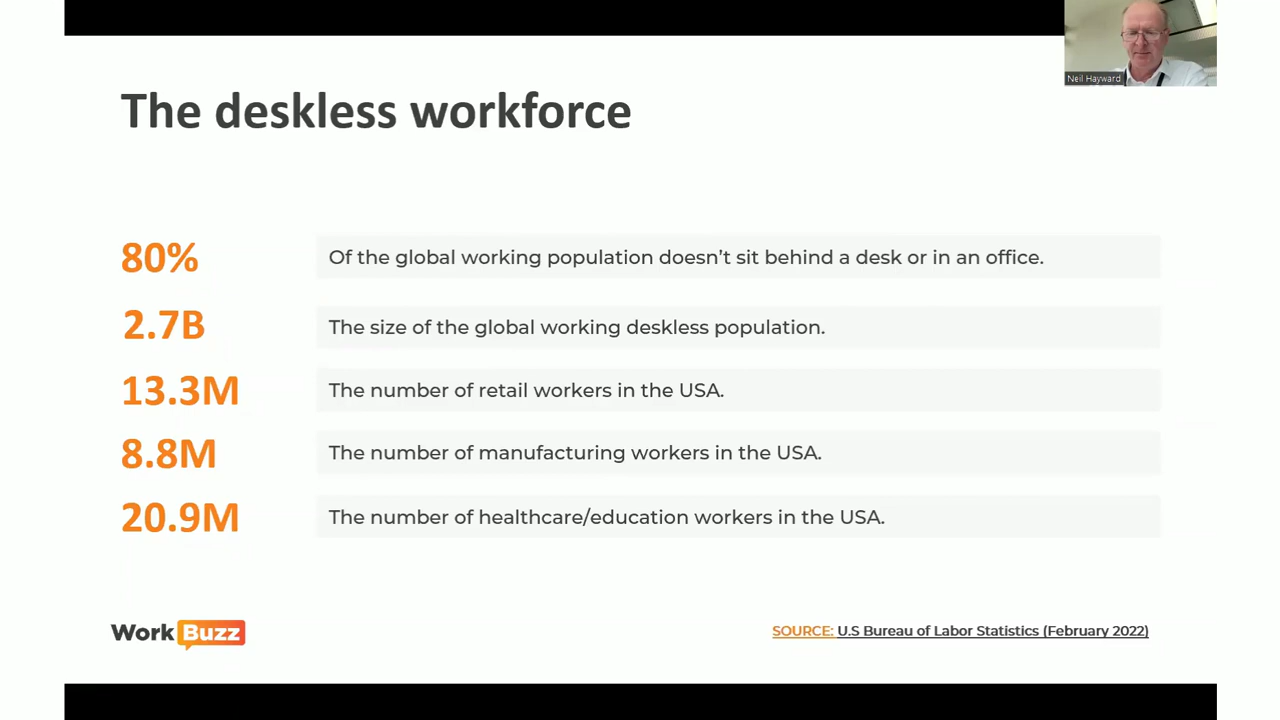 Neil Hayward
The deskless workforce
80%
Of the global working population doesn’t sit behind a desk or in an office.
2.7B
The size of the global working deskless population.
13.3M
The number of retail workers in the USA.
8.8M
The number of manufacturing workers in the USA.
20.9M
The number of healthcare/education workers in the USA.
Work Buzz
SOURCE: U.S Bureau of Labor Statistics (February 2022)